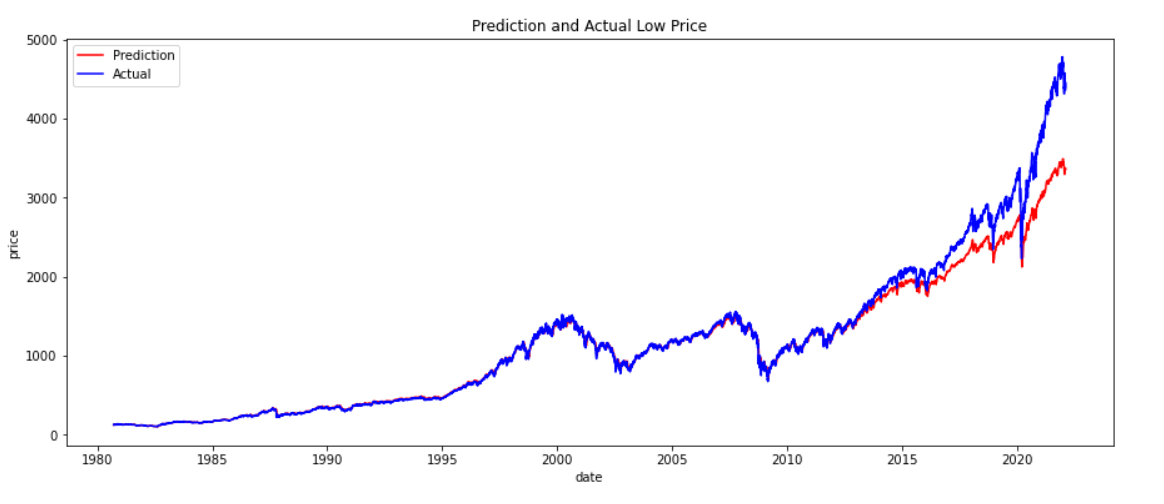 Prediction and Actual Low Price
5000
4000
3000
2000
1000
0
price
Prediction
Actual
1980 1985 1990 1995 2000 2005 2010 2015 2020
date